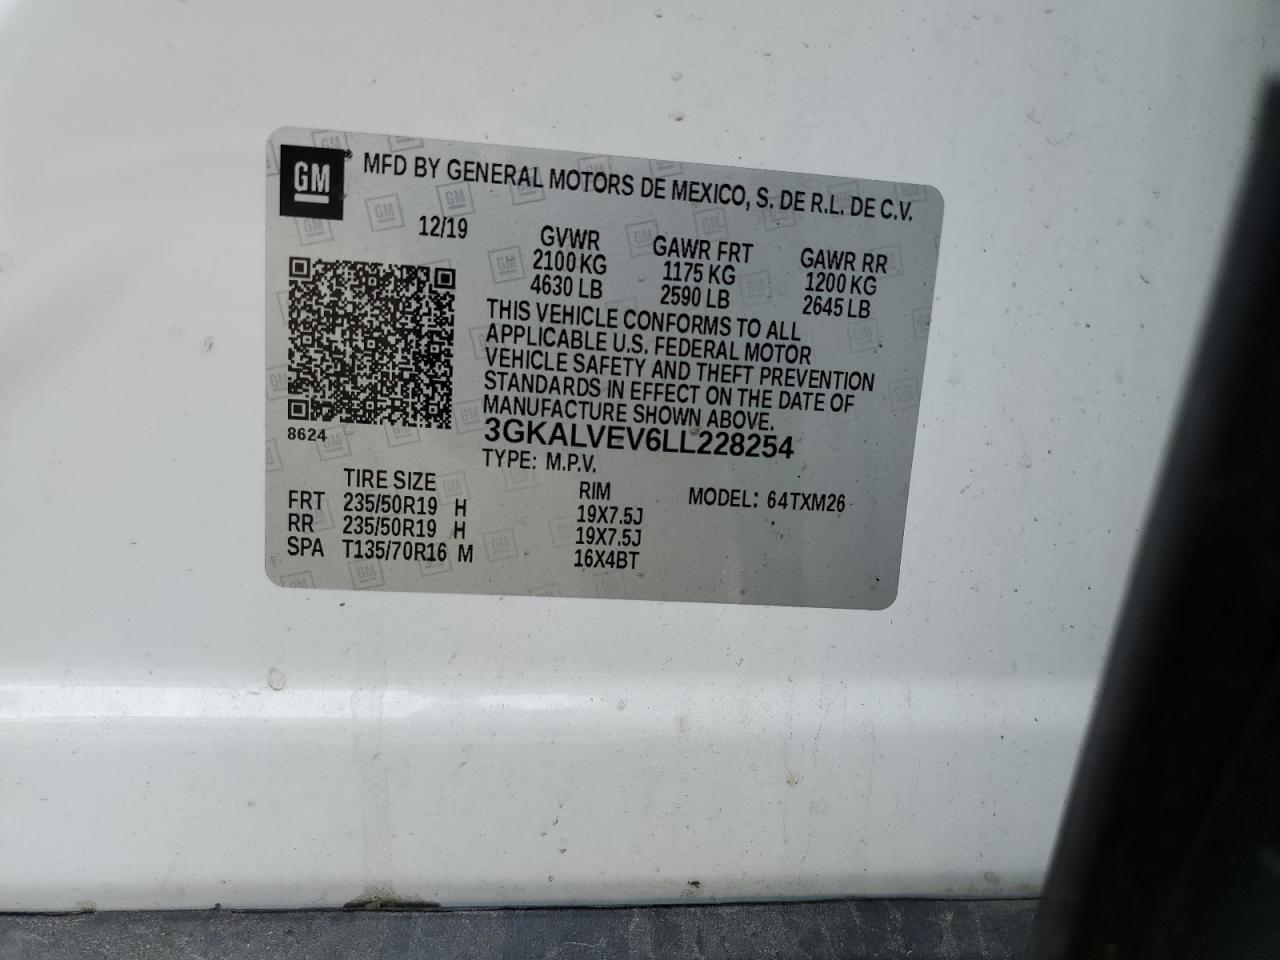 GM® MFD BY GENERAL MOTORS DE MEXICO, S. DE R.L. DE C.V.
12/19 GVWR GAWR FRT GAWR RR
2100 KG 1175 KG 1200 KG
4630 LB 2590 LB 2645 LB
THIS VEHICLE CONFORMS TO ALL
APPLICABLE U.S. FEDERAL MOTOR
VEHICLE SAFETY AND THEFT PREVENTION
STANDARDS IN EFFECT ON THE DATE OF
MANUFACTURE SHOWN ABOVE.
8624 3GKALVEV6LL228254
TYPE: M.P.V.
TIRE SIZE RIM MODEL: 64TXM26
FRT 235/50R19 H 19X7.5J
RR 235/50R19 H 19X7.5J
SPA T135/70R16 M 16X4BT